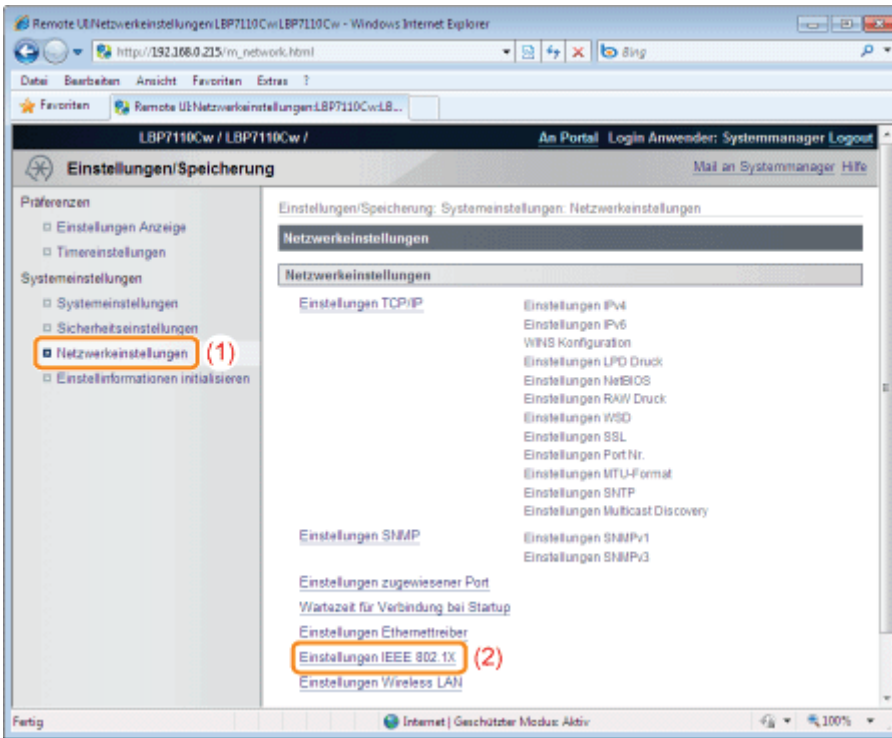 Remote UI:Netzwerkeinstellungen:LBP7110Cw:LBP7110Cw - Windows Internet Explorer
http://192.168.0.215/m_network.html
Bing
Datei Bearbeiten Ansicht Favoriten Extras ?
Favoriten Remote UI:Netzwerkeinstellungen:LBP7110Cw:LB...
LBP7110Cw / LBP7110Cw / An Portal Login Anwender: Systemmanager Logout
Einstellungen/Speicherung Mail an Systemmanager Hilfe
Präferenzen
Einstellungen Anzeige
Timereinstellungen
Systemeinstellungen
Systemeinstellungen
Sicherheitseinstellungen
Netzwerkeinstellungen (1)
Einstellinformationen initialisieren
Einstellungen/Speicherung: Systemeinstellungen: Netzwerkeinstellungen
Netzwerkeinstellungen
Netzwerkeinstellungen
Einstellungen TCP/IP Einstellungen IPv4
Einstellungen IPv6
WINS Konfiguration
Einstellungen LPD Druck
Einstellungen NetBIOS
Einstellungen RAW Druck
Einstellungen WSD
Einstellungen SSL
Einstellungen Port Nr.
Einstellungen MTU-Format
Einstellungen SNTP
Einstellungen Multicast Discovery
Einstellungen SNMP Einstellungen SNMPv1
Einstellungen SNMPv3
Einstellungen zugewiesener Port
Wartezeit für Verbindung bei Startup
Einstellungen Ethernettreiber
Einstellungen IEEE 802.1X (2)
Einstellungen Wireless LAN
Fertig Internet | Geschützter Modus: Aktiv 100%